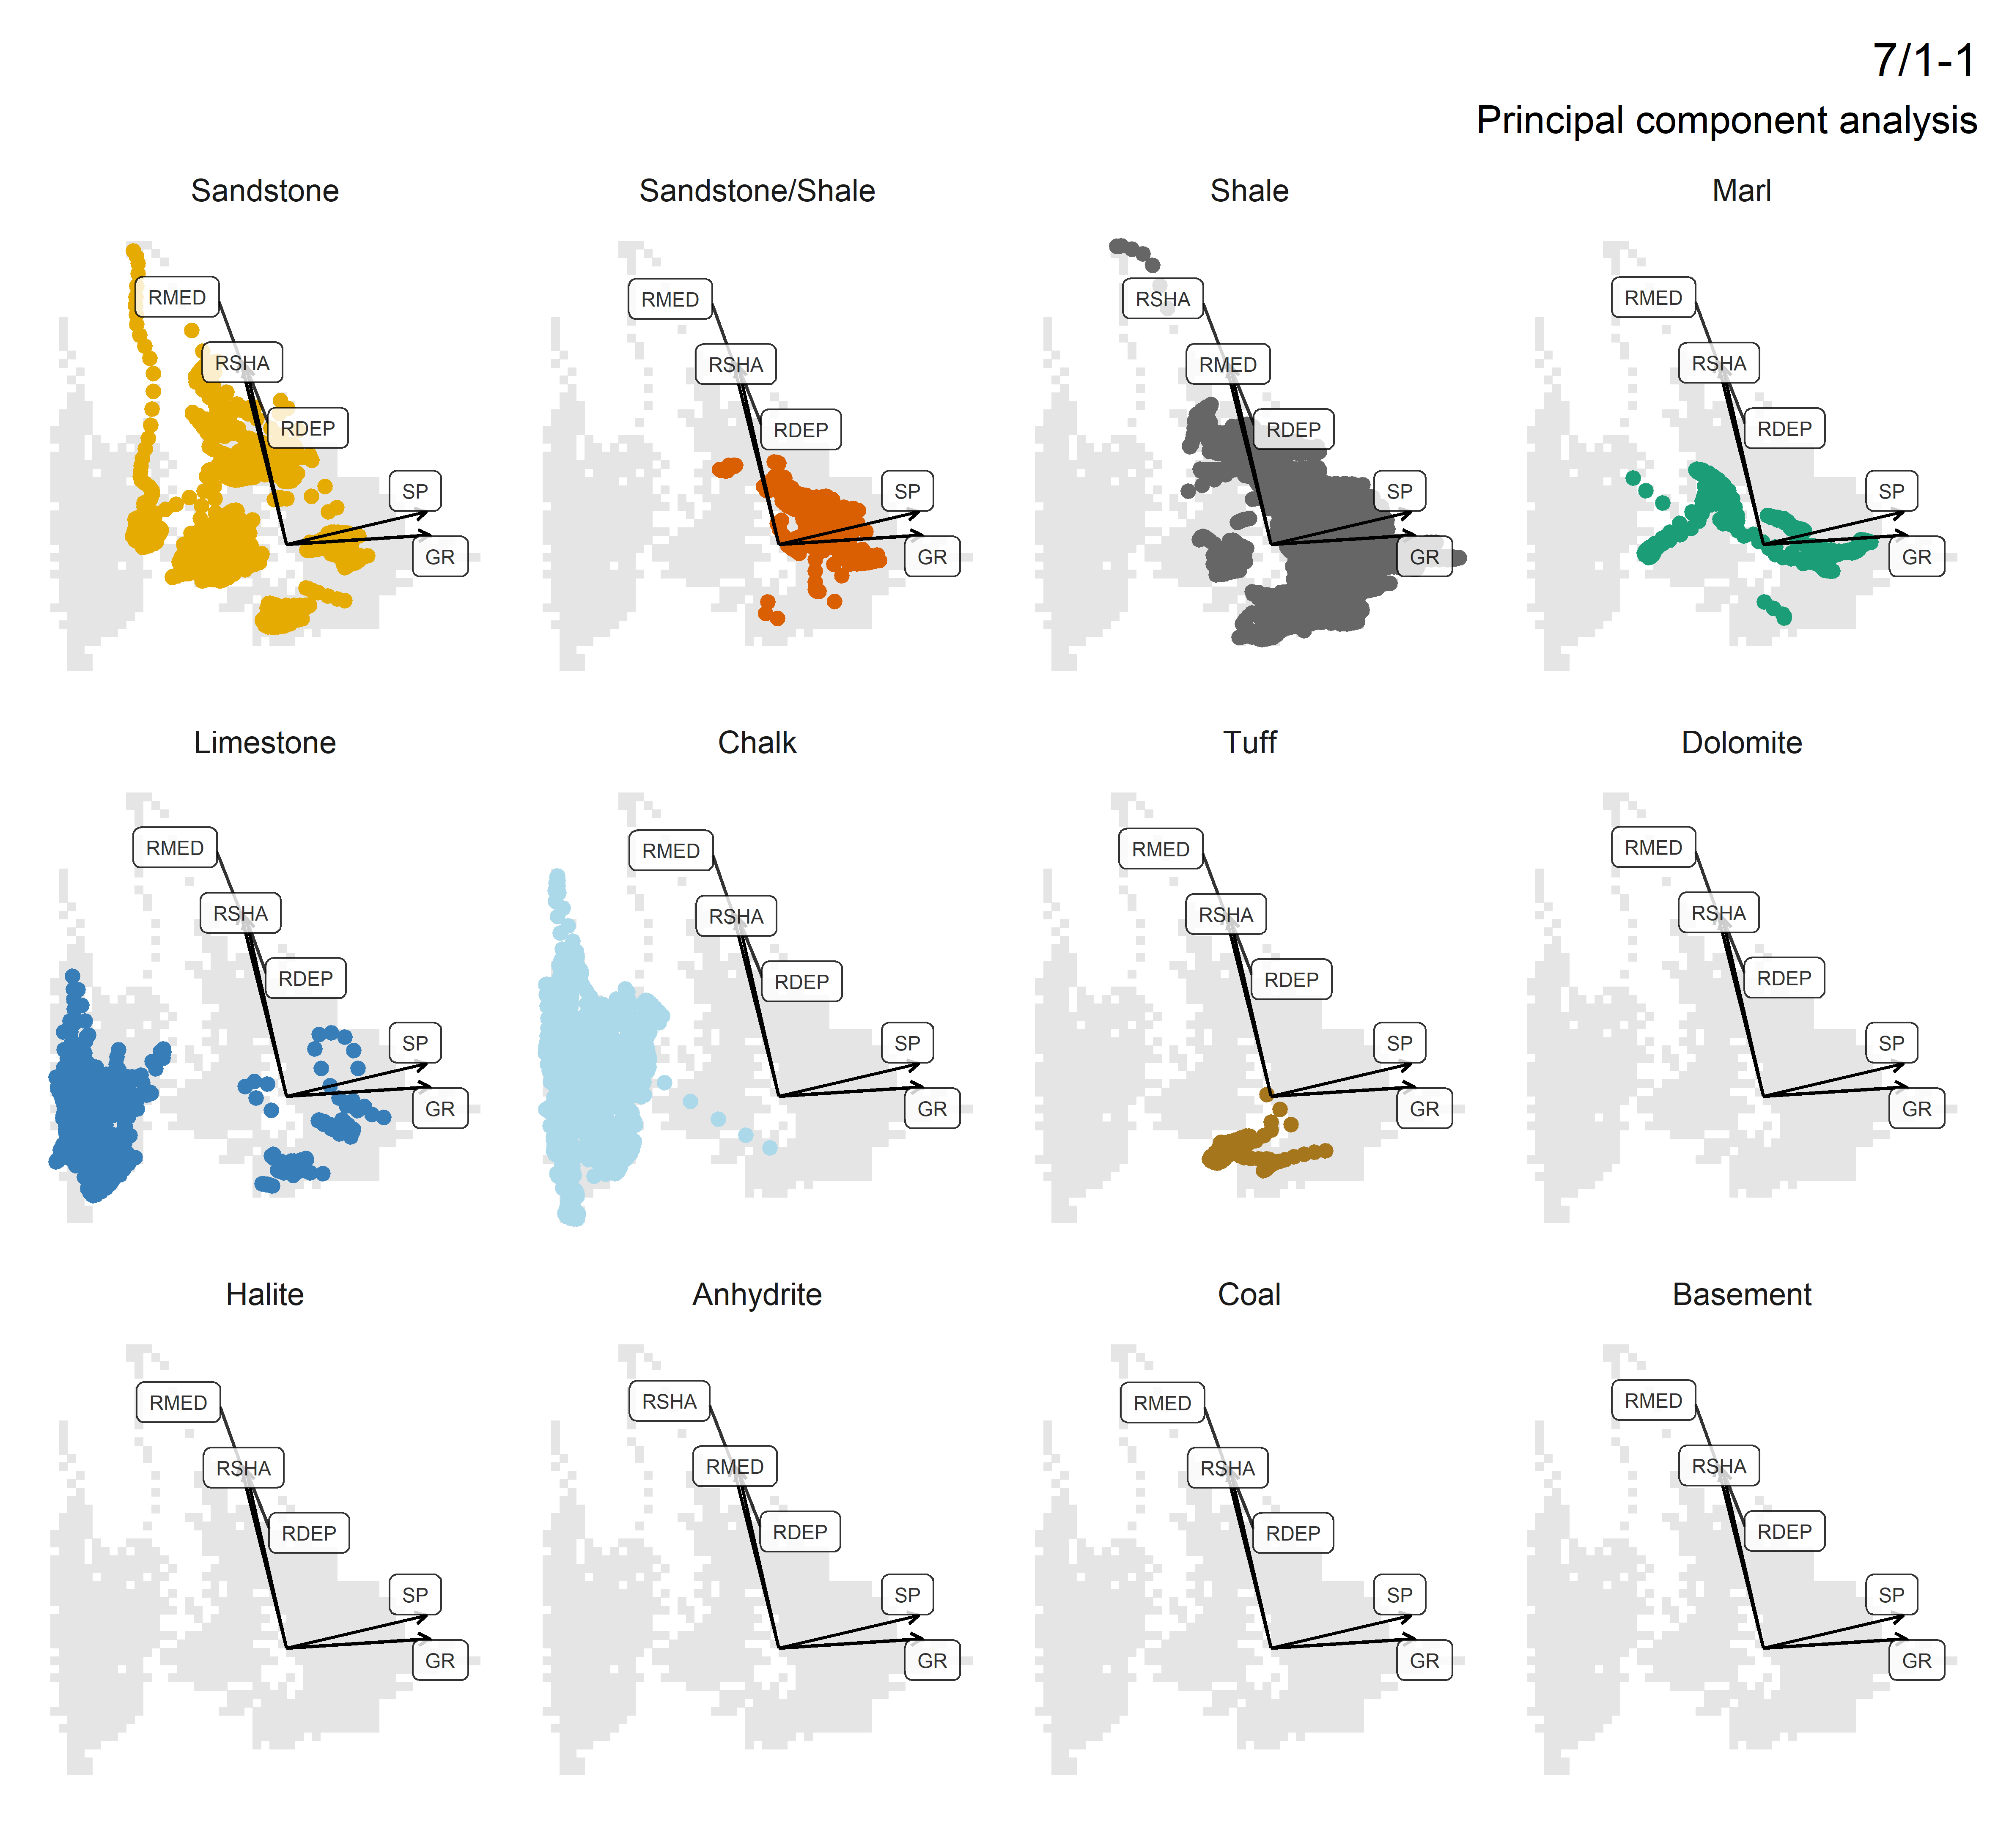 7/1-1
Principal component analysis
Sandstone
RMED
RSHA
RDEP
SP
GR
Sandstone/Shale
RMED
RSHA
RDEP
SP
GR
Shale
RSHA
RMED
RDEP
SP
GR
Marl
RMED
RSHA
RDEP
SP
GR
Limestone
RMED
RSHA
RDEP
SP
GR
Chalk
RMED
RSHA
RDEP
SP
GR
Tuff
RMED
RSHA
RDEP
SP
GR
Dolomite
RMED
RSHA
RDEP
SP
GR
Halite
RMED
RSHA
RDEP
SP
GR
Anhydrite
RSHA
RMED
RDEP
SP
GR
Coal
RMED
RSHA
RDEP
SP
GR
Basement
RMED
RSHA
RDEP
SP
GR